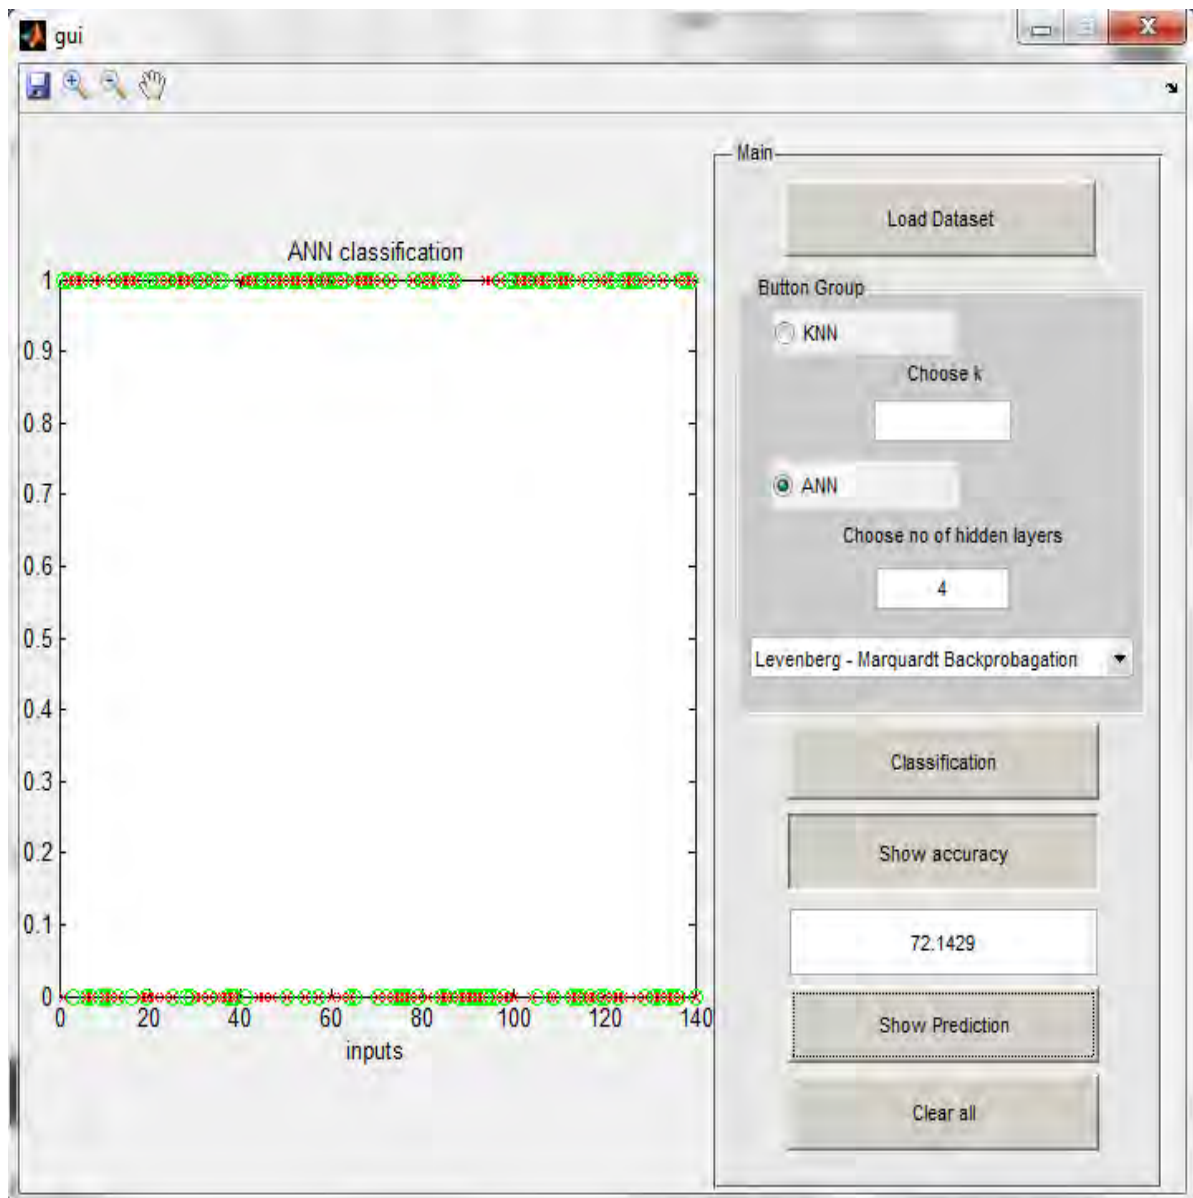 gui
ANN classification
1
0.9
0.8
0.7
0.6
0.5
0.4
0.3
0.2
0.1
0
0 20 40 60 80 100 120 140
inputs
Main
Load Dataset
Button Group
KNN
Choose k
ANN
Choose no of hidden layers
4
Levenberg - Marquardt Backprobagation
Classification
Show accuracy
72.1429
Show Prediction
Clear all